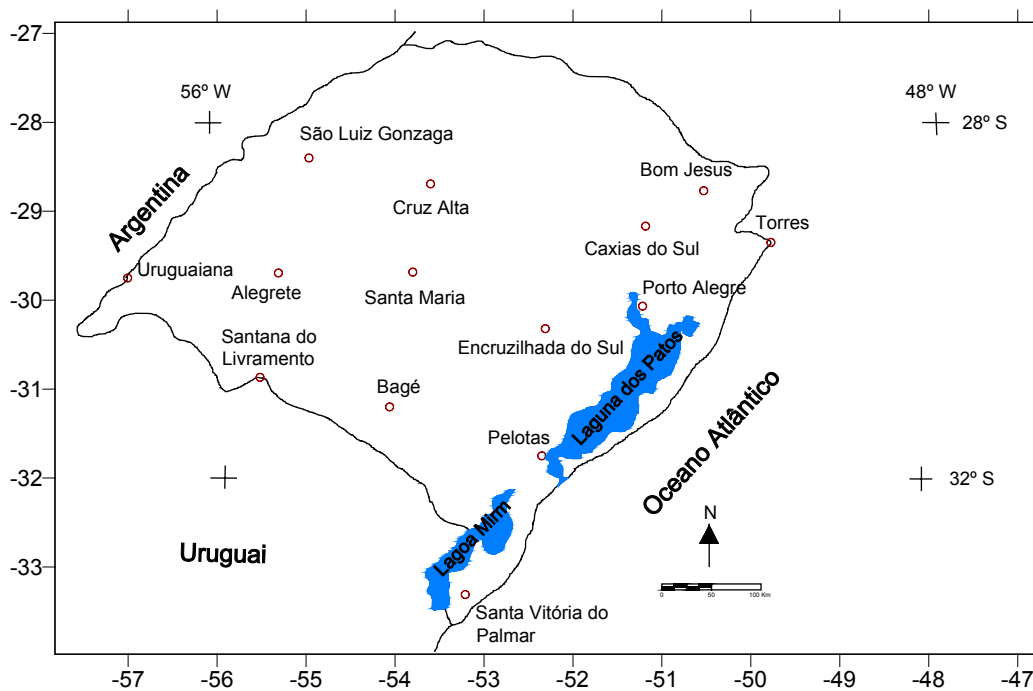 -27
56º W
48º W
-28
28º S
São Luiz Gonzaga
Bom Jesus
Argentina
-29
Cruz Alta
Torres
Caxias do Sul
Uruguaiana
Alegrete
Santa Maria
Porto Alegre
-30
Santana do
Livramento
Encruzilhada do Sul
Laguna dos Patos
-31
Bagé
Oceano Atlântico
Pelotas
-32
32º S
N
Lagoa Mirm
Uruguai
-33
0 50 100 Km
Santa Vitória do
Palmar
-57 -56 -55 -54 -53 -52 -51 -50 -49 -48 -47